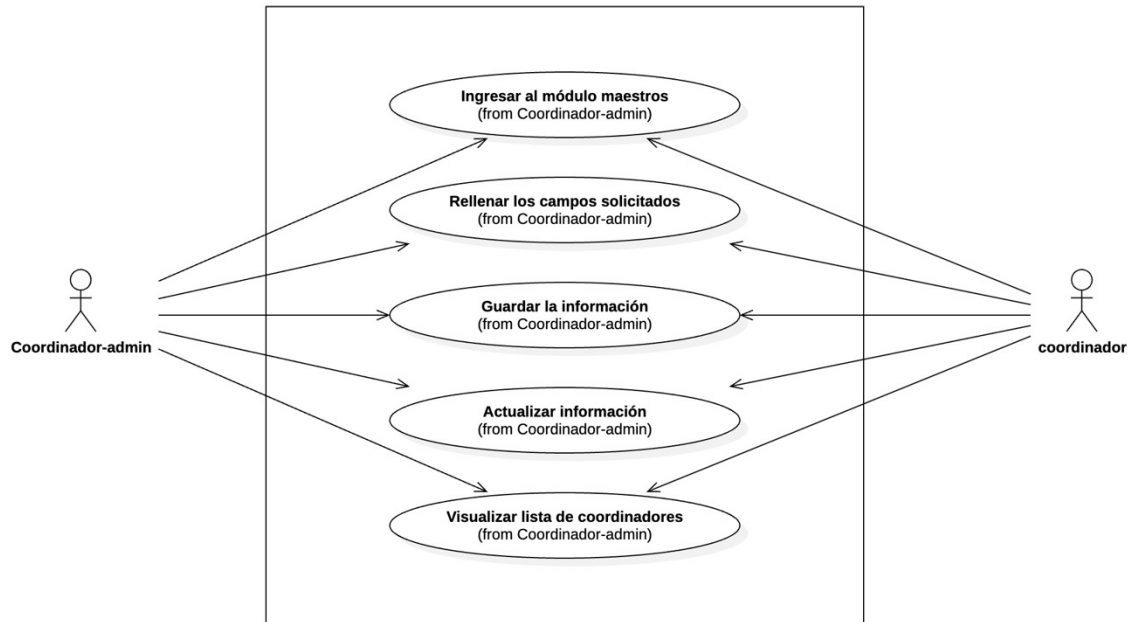 Ingresar al módulo maestros
(from Coordinador-admin)
Rellenar los campos solicitados
(from Coordinador-admin)
Guardar la información
(from Coordinador-admin)
Coordinador-admin
coordinador
Actualizar información
(from Coordinador-admin)
Visualizar lista de coordinadores
(from Coordinador-admin)